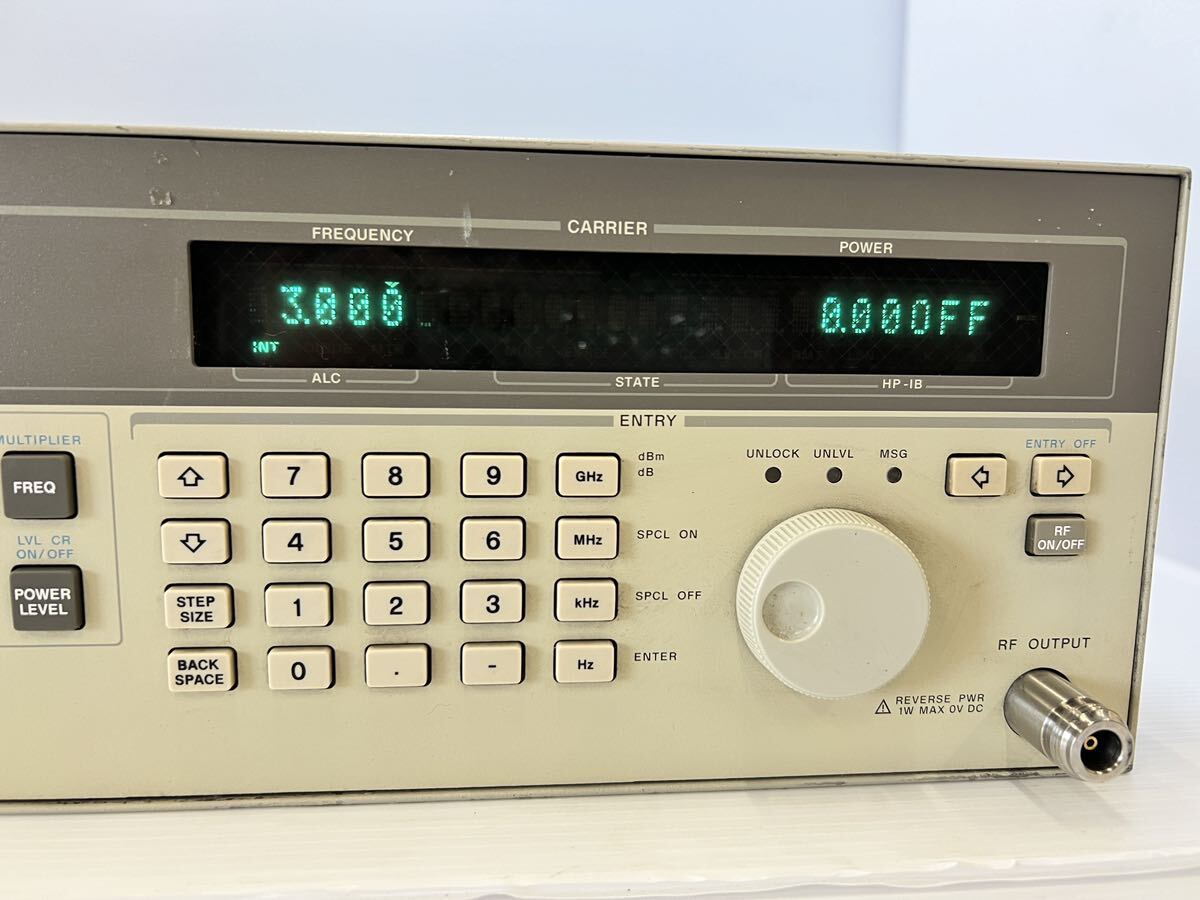 CARRIER
FREQUENCY
POWER
3.000
0.00OFF
INT
ALC
STATE
HP-IB
MULTIPLIER
FREQ
LVL CR
ON/OFF
POWER
LEVEL
ENTRY
7
8
9
GHz
dBm
dB
4
5
6
MHz
SPCL ON
STEP
SIZE
1
2
3
kHz
SPCL OFF
BACK
SPACE
0
.
-
Hz
ENTER
UNLOCK
UNLVL
MSG
ENTRY OFF
RF
ON/OFF
RF OUTPUT
REVERSE PWR
1W MAX 0V DC